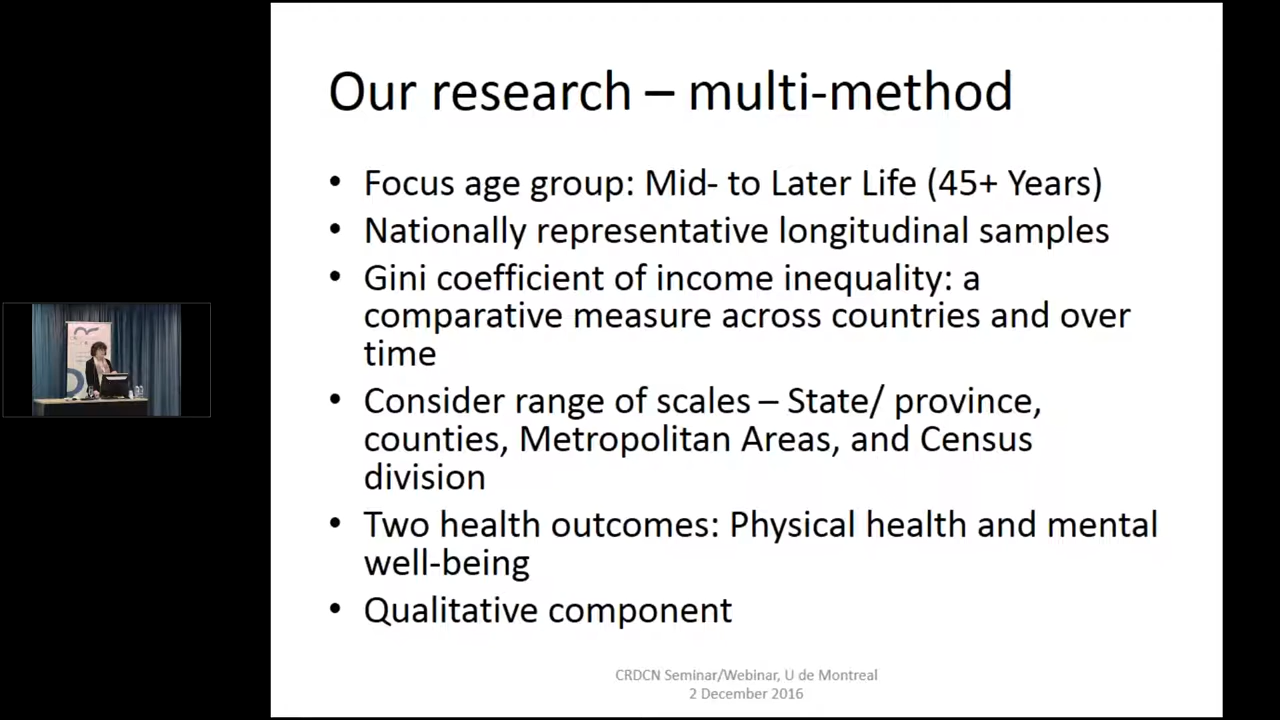 Our research – multi-method
• Focus age group: Mid- to Later Life (45+ Years)
• Nationally representative longitudinal samples
• Gini coefficient of income inequality: a
comparative measure across countries and over
time
• Consider range of scales – State/ province,
counties, Metropolitan Areas, and Census
division
• Two health outcomes: Physical health and mental
well-being
• Qualitative component
CRDCN Seminar/Webinar, U de Montreal
2 December 2016